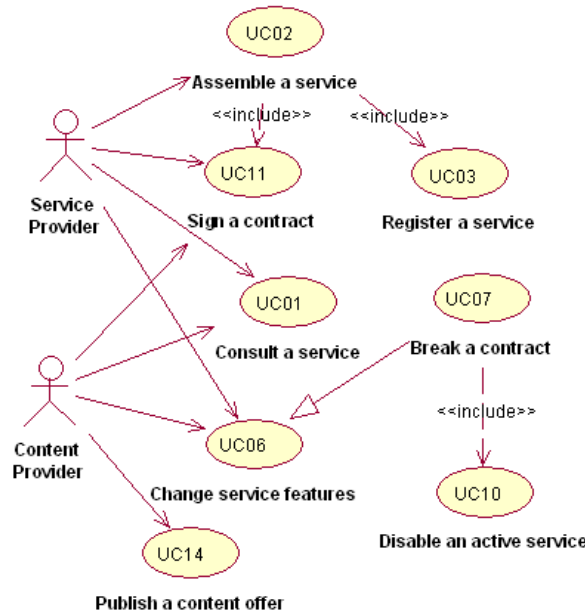 UC02
Assemble a service
<<include>>
<<include>>
UC11
UC03
Service
Provider
Sign a contract
Register a service
UC01
UC07
Consult a service
Break a contract
<<include>>
Content
Provider
UC06
Change service features
UC10
Disable an active service
UC14
Publish a content offer